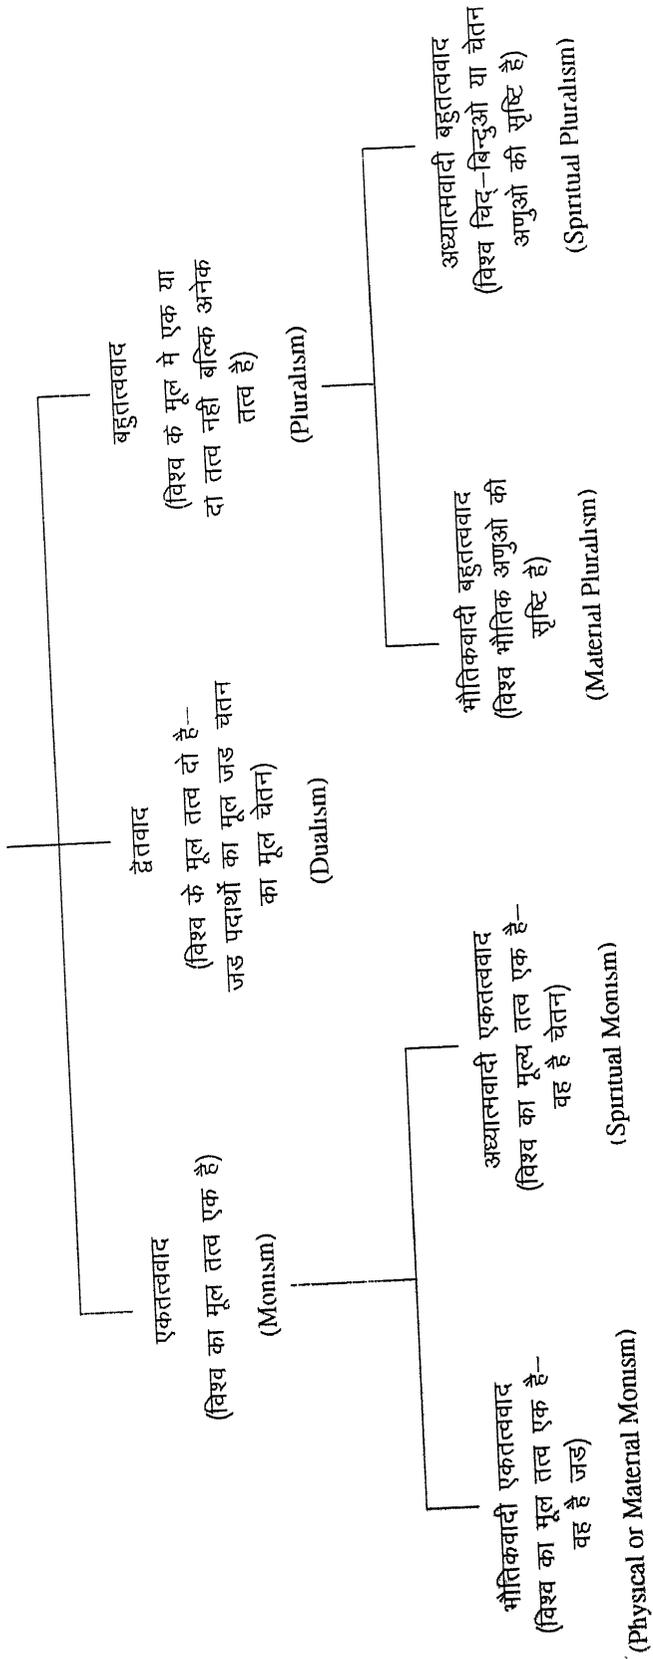 एकतत्त्ववाद
(विश्व का मूल तत्त्व एक है)
(Monism)
द्वैतवाद
(विश्व के मूल तत्त्व दो है–
जड पदार्थों का मूल जड चेतन
का मूल चेतन)
(Dualism)
बहुतत्त्ववाद
(विश्व के मूल मे एक या
दो तत्त्व नही बल्कि अनेक
तत्त्व है)
(Pluralism)
भौतिकवादी एकतत्त्ववाद
(विश्व का मूल तत्त्व एक है–
वह है जड)
(Physical or Material Monism)
अध्यात्मवादी एकतत्त्ववाद
(विश्व का मूल्य तत्त्व एक है–
वह है चेतन)
(Spiritual Monism)
भौतिकवादी बहुतत्त्ववाद
(विश्व भौतिक अणुओ की
सृष्टि है)
(Material Pluralism)
अध्यात्मवादी बहुतत्त्ववाद
(विश्व चिद्–बिन्दुओ या चेतन
अणुओ की सृष्टि है)
(Spiritual Pluralism)